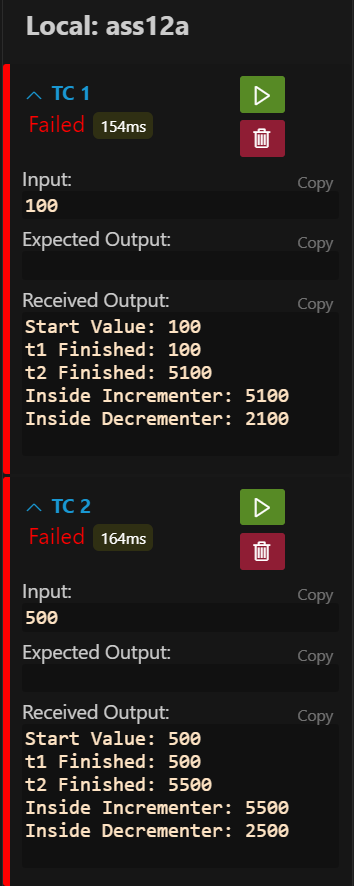 Local: ass12a
TC 1
Failed 154ms
Input:
Copy
100
Expected Output:
Copy
Received Output:
Copy
Start Value: 100
t1 Finished: 100
t2 Finished: 5100
Inside Incrementer: 5100
Inside Decrementer: 2100
TC 2
Failed 164ms
Input:
Copy
500
Expected Output:
Copy
Received Output:
Copy
Start Value: 500
t1 Finished: 500
t2 Finished: 5500
Inside Incrementer: 5500
Inside Decrementer: 2500